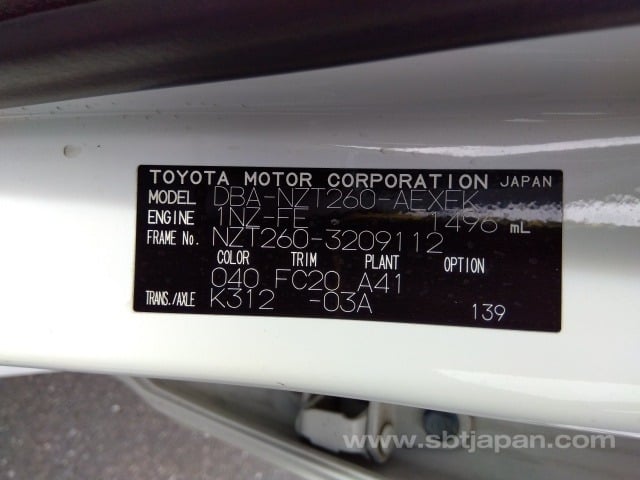 TOYOTA MOTOR CORPORATION JAPAN
MODEL DBA-NZT260-AEXEK
ENGINE 1NZ-FE 1496 mL
FRAME No. NZT260-3209112
COLOR TRIM PLANT OPTION
040 FC20 A41
TRANS./AXLE K312 -03A 139
www.sbtjapan.com